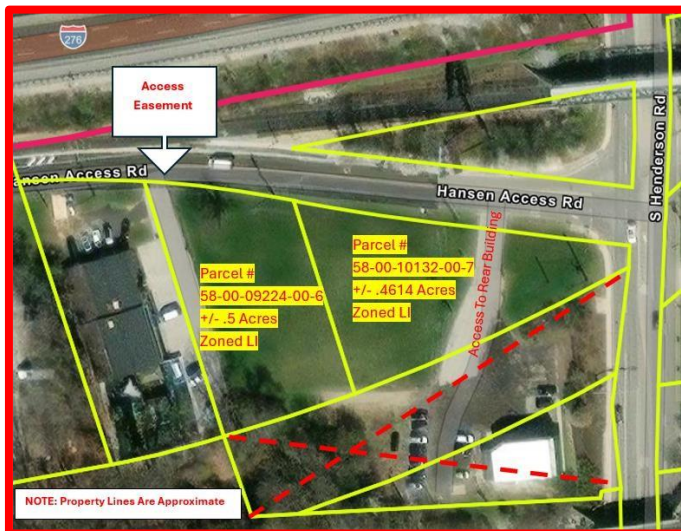 276
Access
Easement
Hansen Access Rd
Hansen Access Rd
S Henderson Rd
Parcel #
58-00-09224-00-6
+/- .5 Acres
Zoned LI
Parcel #
58-00-10132-00-7
+/- .4614 Acres
Zoned LI
Access To Rear Building
NOTE: Property Lines Are Approximate